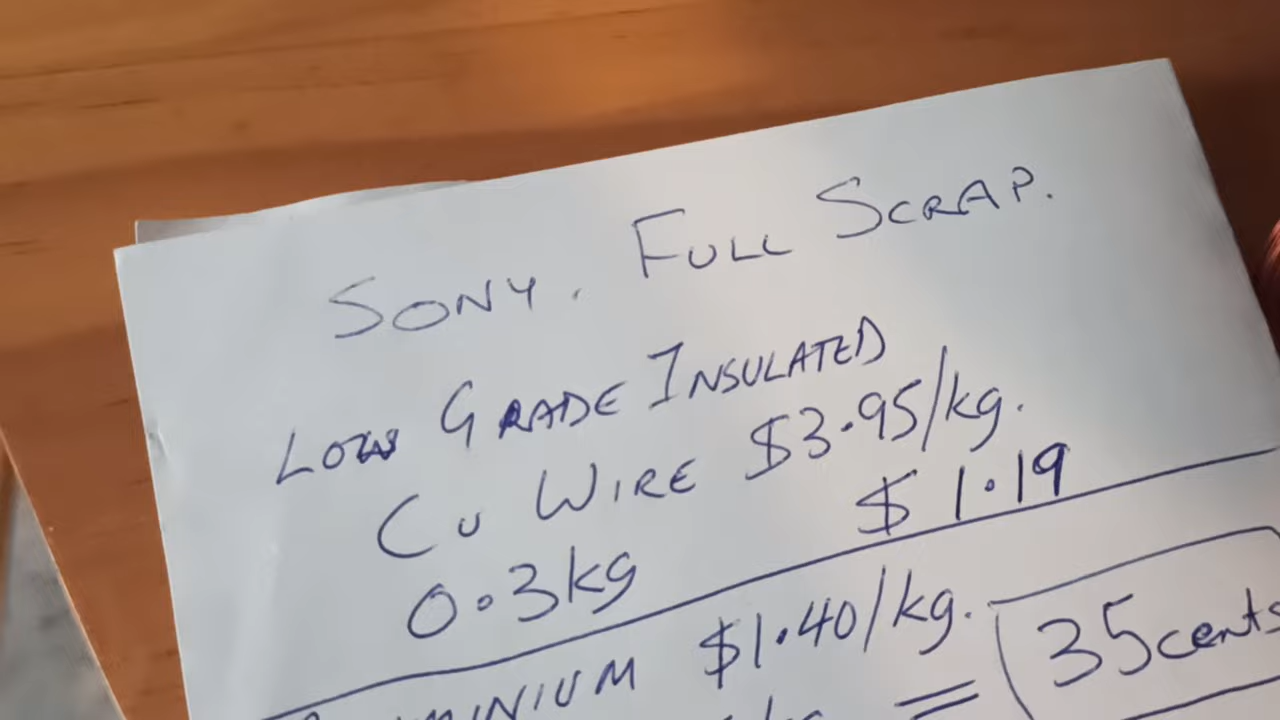 SONY. FULL SCRAP.
LOW GRADE INSULATED
CU WIRE $3.95/kg.
0.3kg $1.19
$1.40/kg.
= 35cents